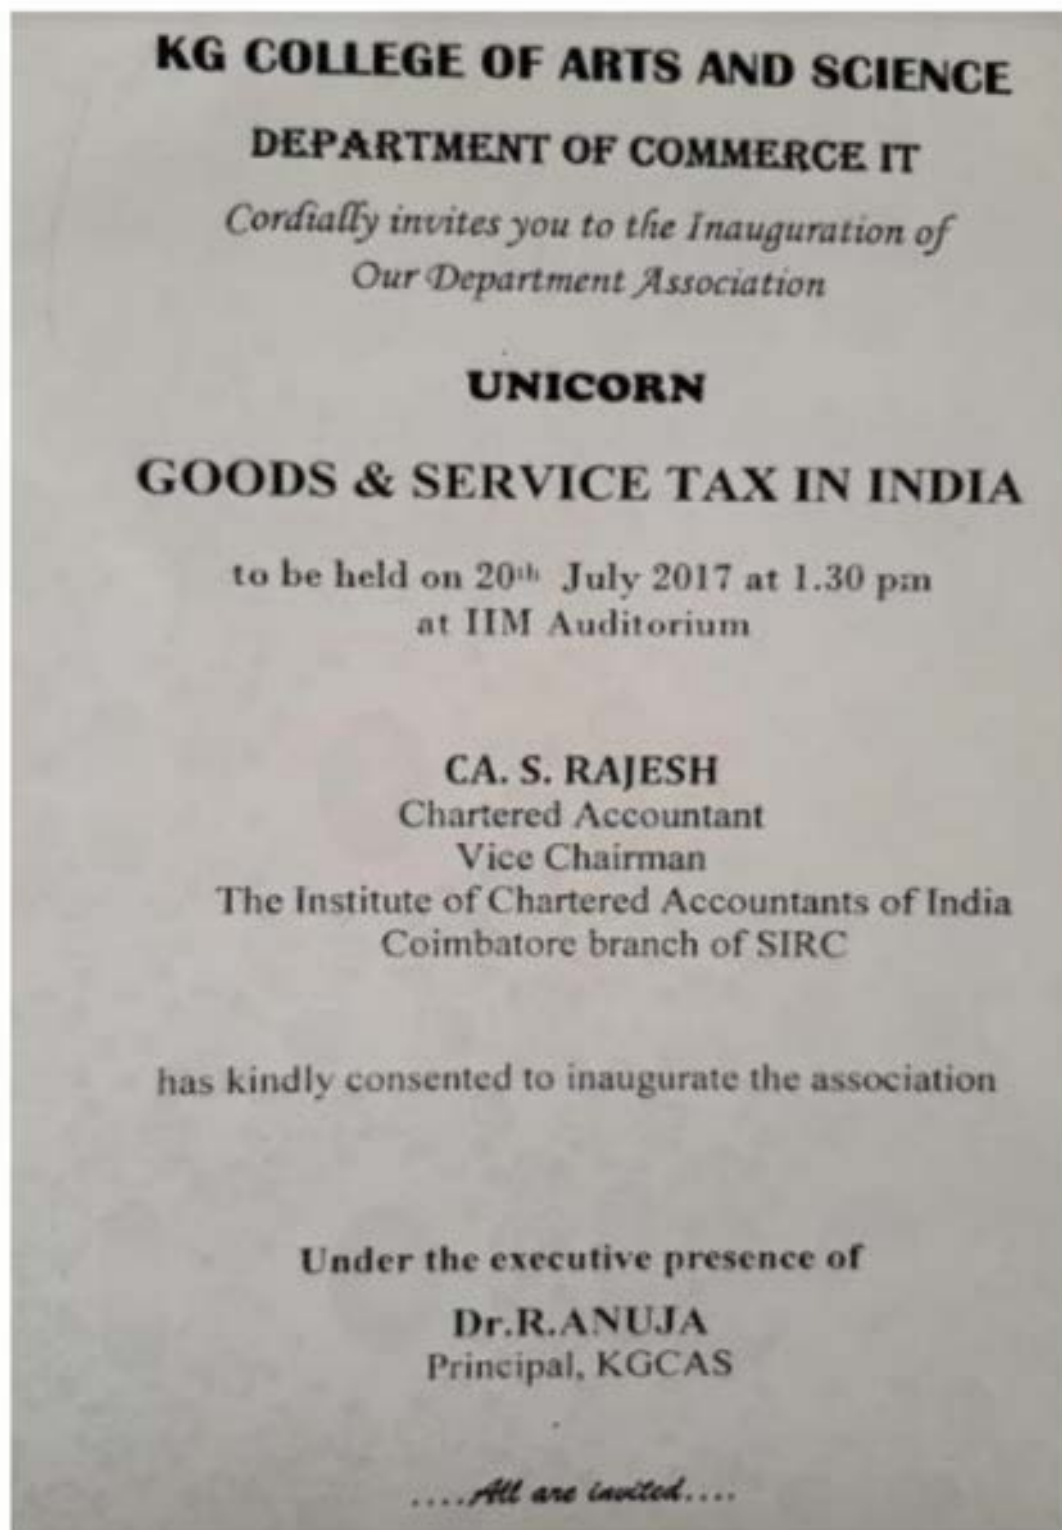 KG COLLEGE OF ARTS AND SCIENCE
DEPARTMENT OF COMMERCE IT
Cordially invites you to the Inauguration of
Our Department Association
UNICORN
GOODS & SERVICE TAX IN INDIA
to be held on 20th July 2017 at 1.30 pm
at IIM Auditorium
CA. S. RAJESH
Chartered Accountant
Vice Chairman
The Institute of Chartered Accountants of India
Coimbatore branch of SIRC
has kindly consented to inaugurate the association
Under the executive presence of
Dr.R.ANUJA
Principal, KGCAS
....All are invited....